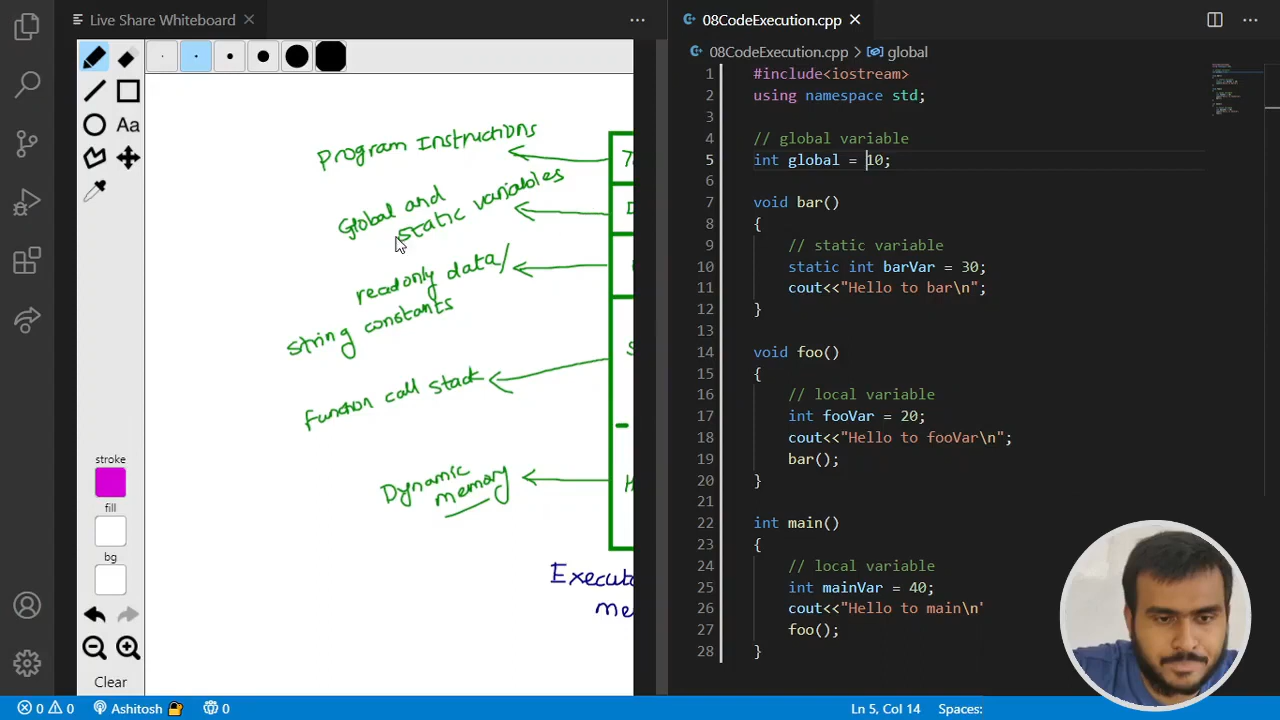 Live Share Whiteboard
08CodeExecution.cpp
Aa
stroke
fill
bg
Clear
Program Instructions
Global and
static variables
readonly data/
string constants
function call stack
Dynamic
memory
Execut
me
08CodeExecution.cpp > global
1 #include<iostream>
2 using namespace std;
3
4 // global variable
5 int global = 10;
6
7 void bar()
8 {
9 // static variable
10 static int barVar = 30;
11 cout<<"Hello to bar\n";
12 }
13
14 void foo()
15 {
16 // local variable
17 int fooVar = 20;
18 cout<<"Hello to fooVar\n";
19 bar();
20 }
21
22 int main()
23 {
24 // local variable
25 int mainVar = 40;
26 cout<<"Hello to main\n'
27 foo();
28 }
0 0 Ashitosh 0 Ln 5, Col 14 Spaces: